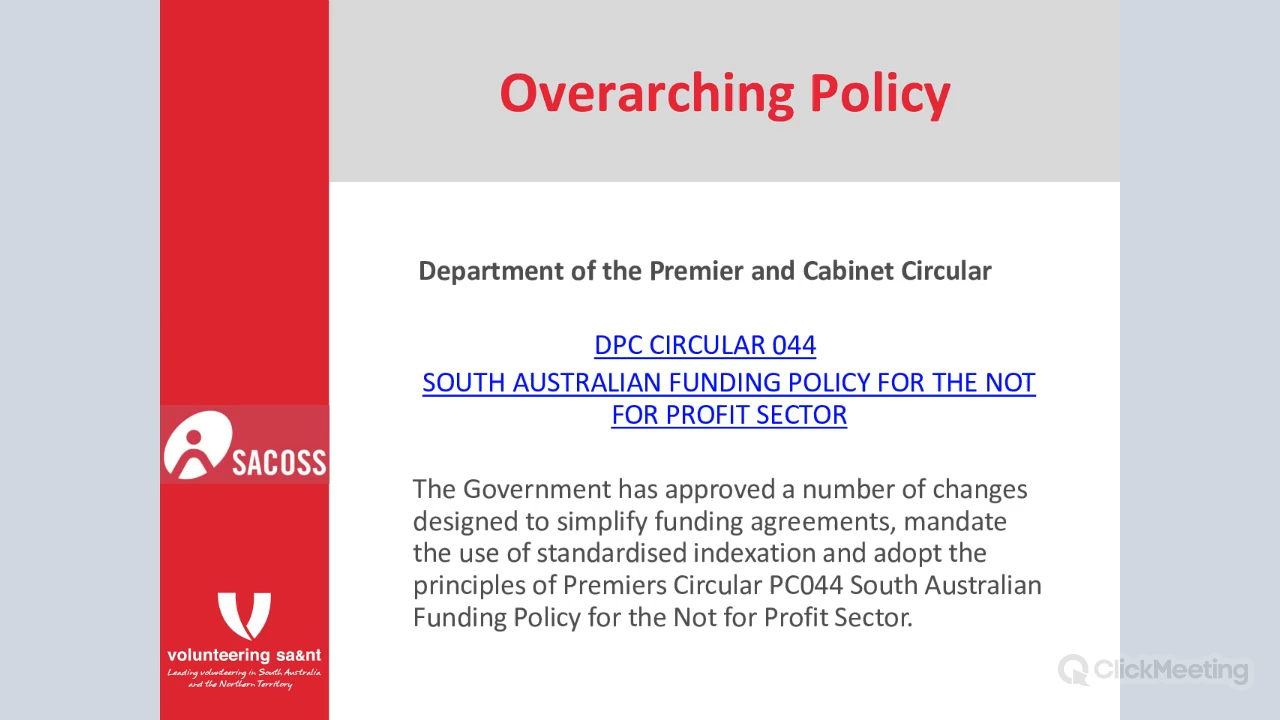 Overarching Policy
Department of the Premier and Cabinet Circular
DPC CIRCULAR 044
SOUTH AUSTRALIAN FUNDING POLICY FOR THE NOT
FOR PROFIT SECTOR
The Government has approved a number of changes
designed to simplify funding agreements, mandate
the use of standardised indexation and adopt the
principles of Premiers Circular PC044 South Australian
Funding Policy for the Not for Profit Sector.
SACOSS
volunteering sa&nt
Leading volunteering in South Australia
and the Northern Territory
ClickMeeting